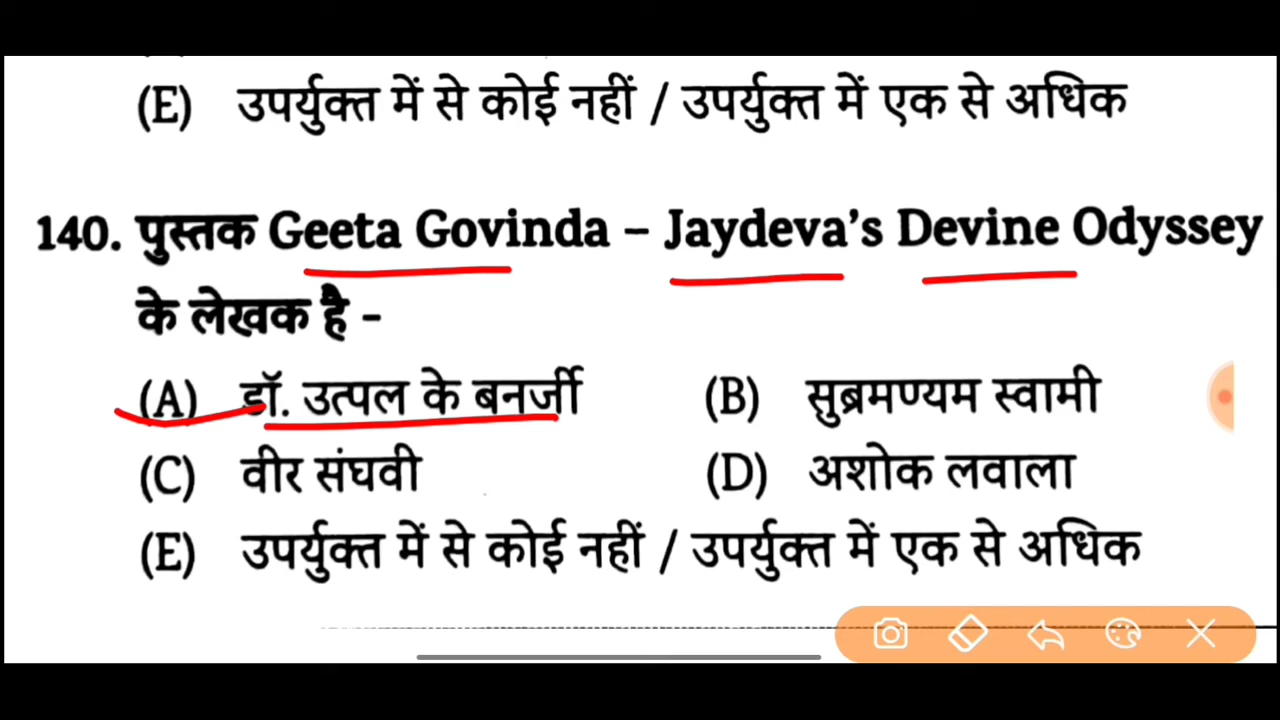 (E) उपर्युक्त में से कोई नहीं / उपर्युक्त में एक से अधिक
140. पुस्तक Geeta Govinda – Jaydeva's Devine Odyssey
के लेखक है -
(A) डॉ. उत्पल के बनर्जी (B) सुब्रमण्यम स्वामी
(C) वीर संघवी (D) अशोक लवाला
(E) उपर्युक्त में से कोई नहीं / उपर्युक्त में एक से अधिक